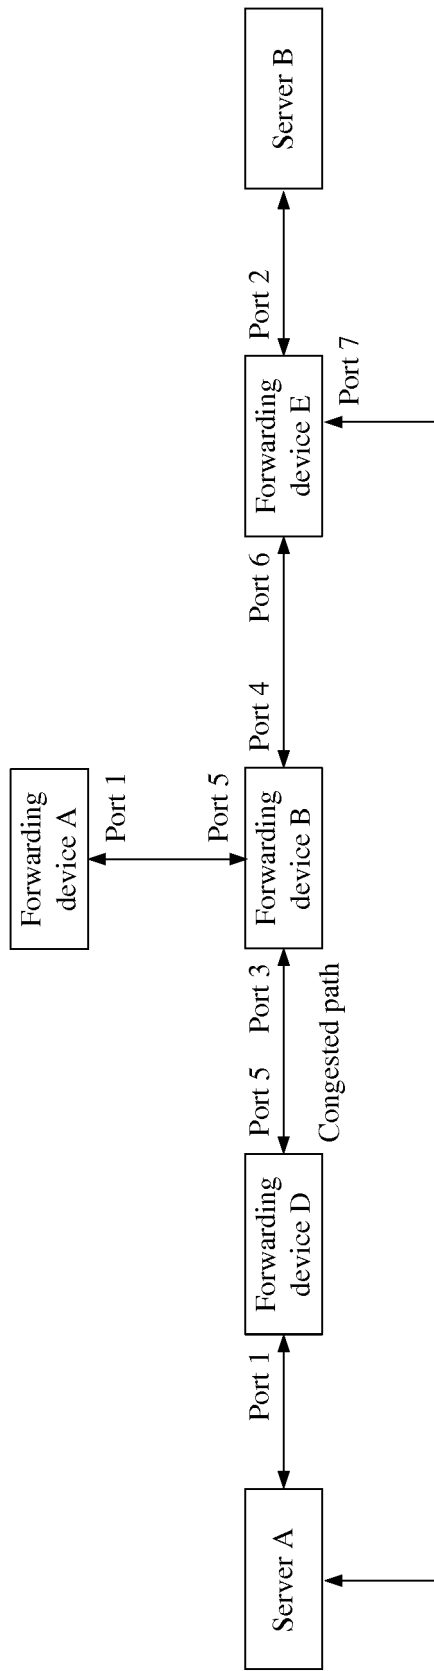 Forwarding
device A
Port 1
Port 5
Server A
Port 1
Forwarding
device D
Port 5
Port 3
Congested path
Forwarding
device B
Port 4
Port 6
Forwarding
device E
Port 2
Port 7
Server B